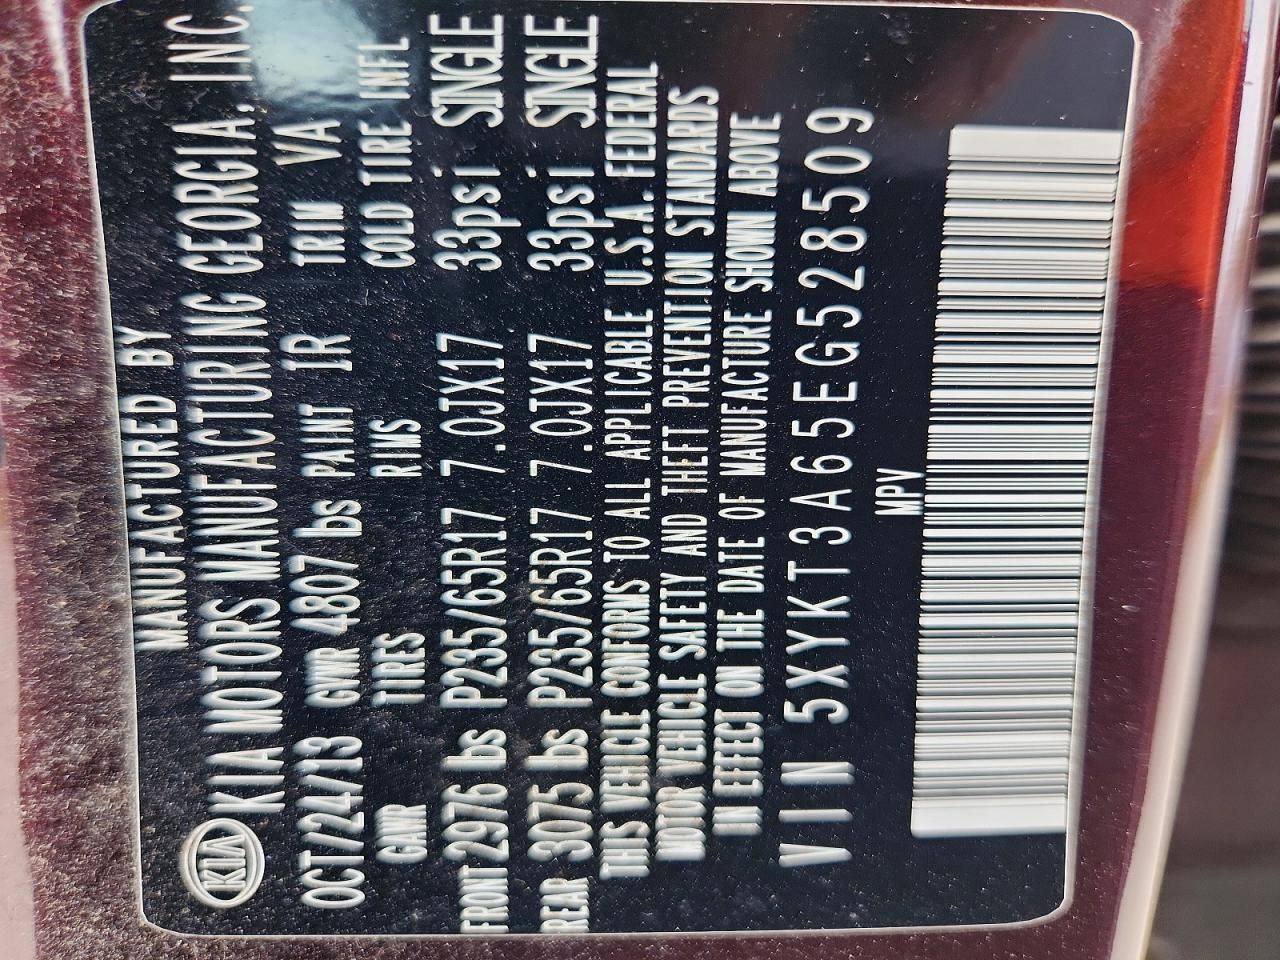 MANUFACTURED BY
KIA KIA MOTORS MANUFACTURING GEORGIA, INC.
OCT/24/13 GVWR 4807 lbs PAINT IR TRIM VA
GAWR TIRES RIMS COLD TIRE INFL
FRONT 2976 lbs P235/65R17 7.0JX17 33psi SINGLE
REAR 3075 lbs P235/65R17 7.0JX17 33psi SINGLE
THIS VEHICLE CONFORMS TO ALL APPLICABLE U.S.A. FEDERAL
MOTOR VEHICLE SAFETY AND THEFT PREVENTION STANDARDS
IN EFFECT ON THE DATE OF MANUFACTURE SHOWN ABOVE
VIN 5XYKT3A65EG528509
MPV